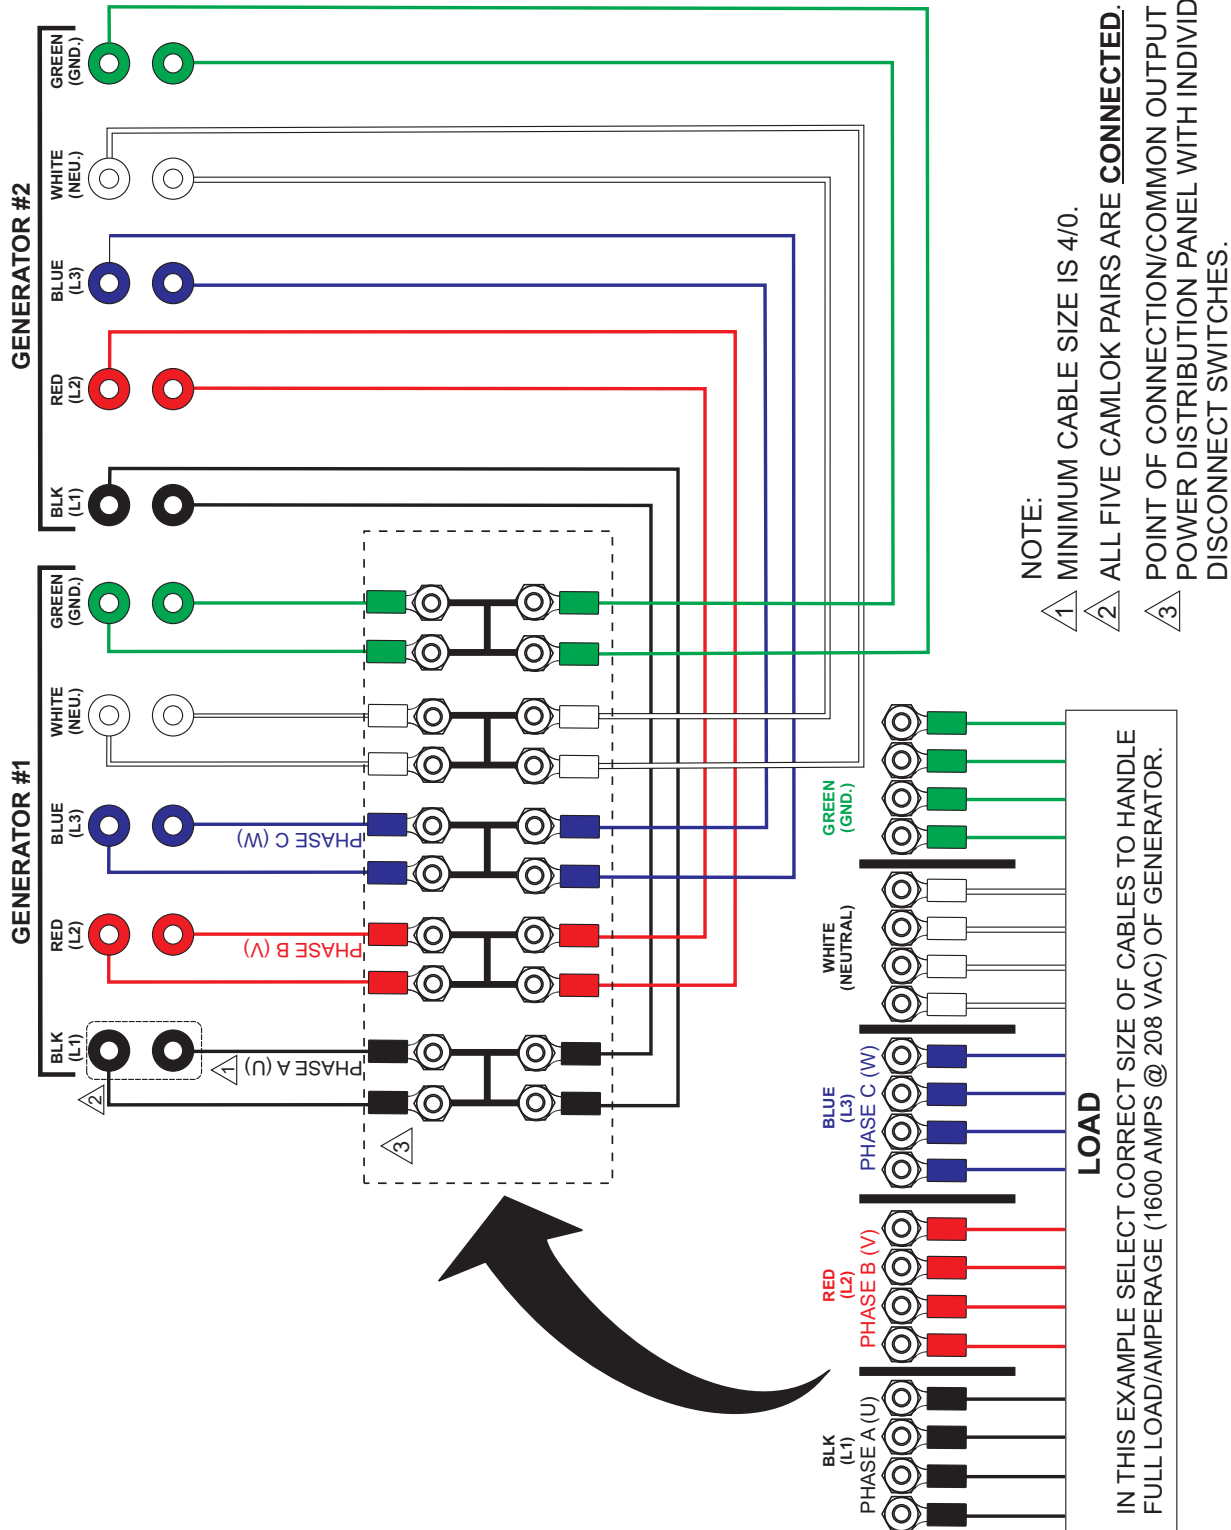 GENERATOR #1
BLK
(L1)
RED
(L2)
BLUE
(L3)
WHITE
(NEU.)
GREEN
(GND.)
GENERATOR #2
BLK
(L1)
RED
(L2)
BLUE
(L3)
WHITE
(NEU.)
GREEN
(GND.)
2
1
PHASE A (U)
PHASE B (V)
PHASE C (W)
3
BLK
(L1)
PHASE A (U)
RED
(L2)
PHASE B (V)
BLUE
(L3)
PHASE C (W)
WHITE
(NEUTRAL)
GREEN
(GND.)
LOAD
IN THIS EXAMPLE SELECT CORRECT SIZE OF CABLES TO HANDLE
FULL LOAD/AMPERAGE (1600 AMPS @ 208 VAC) OF GENERATOR.
NOTE:
1 MINIMUM CABLE SIZE IS 4/0.
2 ALL FIVE CAMLOK PAIRS ARE CONNECTED.
3 POINT OF CONNECTION/COMMON OUTPUT
POWER DISTRIBUTION PANEL WITH INDIVID
DISCONNECT SWITCHES.